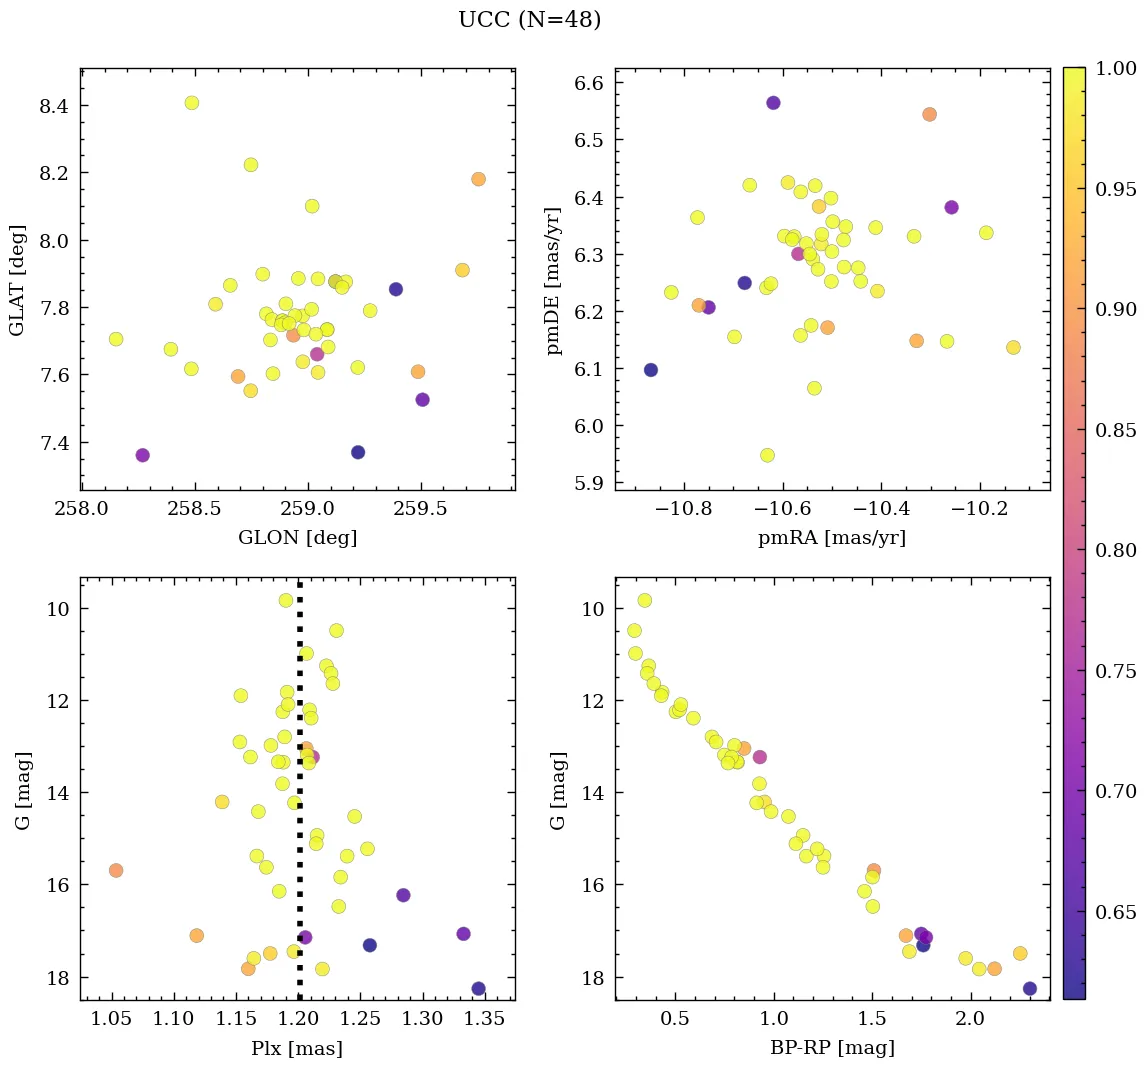 UCC (N=48)
8.4
8.2
8.0
7.8
7.6
7.4
GLAT [deg]
258.0 258.5 259.0 259.5
GLON [deg]
6.6
6.5
6.4
6.3
6.2
6.1
6.0
5.9
pmDE [mas/yr]
−10.8 −10.6 −10.4 −10.2
pmRA [mas/yr]
10
12
14
16
18
G [mag]
1.05 1.10 1.15 1.20 1.25 1.30 1.35
Plx [mas]
10
12
14
16
18
G [mag]
0.5 1.0 1.5 2.0
BP-RP [mag]
1.00
0.95
0.90
0.85
0.80
0.75
0.70
0.65